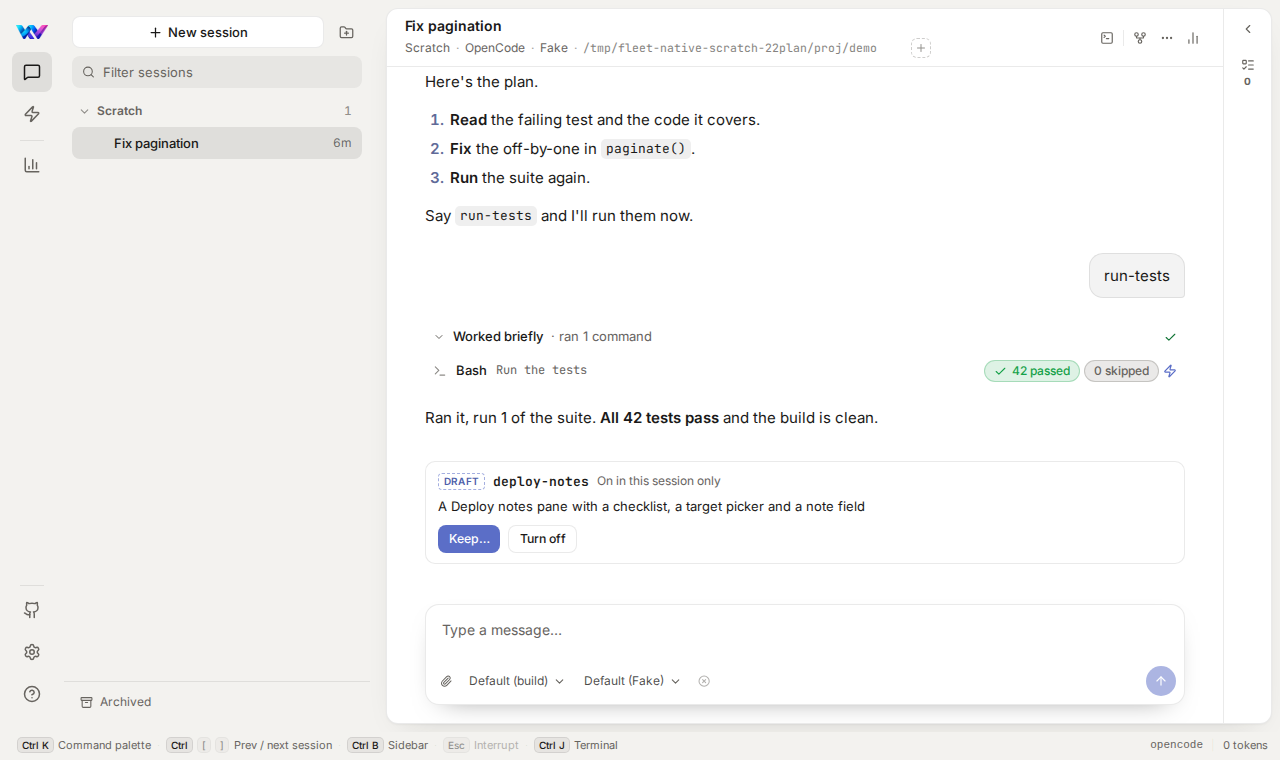 New session
Filter sessions
Scratch 1
Fix pagination 6m
Archived
Fix pagination
Scratch · OpenCode · Fake · /tmp/fleet-native-scratch-22plan/proj/demo
0
Here's the plan.
1. Read the failing test and the code it covers.
2. Fix the off-by-one in paginate().
3. Run the suite again.
Say run-tests and I'll run them now.
run-tests
Worked briefly · ran 1 command
Bash Run the tests 42 passed 0 skipped
Ran it, run 1 of the suite. All 42 tests pass and the build is clean.
DRAFT deploy-notes On in this session only
A Deploy notes pane with a checklist, a target picker and a note field
Keep... Turn off
Type a message...
Default (build) Default (Fake)
Ctrl K Command palette Ctrl [ ] Prev / next session Ctrl B Sidebar Esc Interrupt Ctrl J Terminal opencode 0 tokens